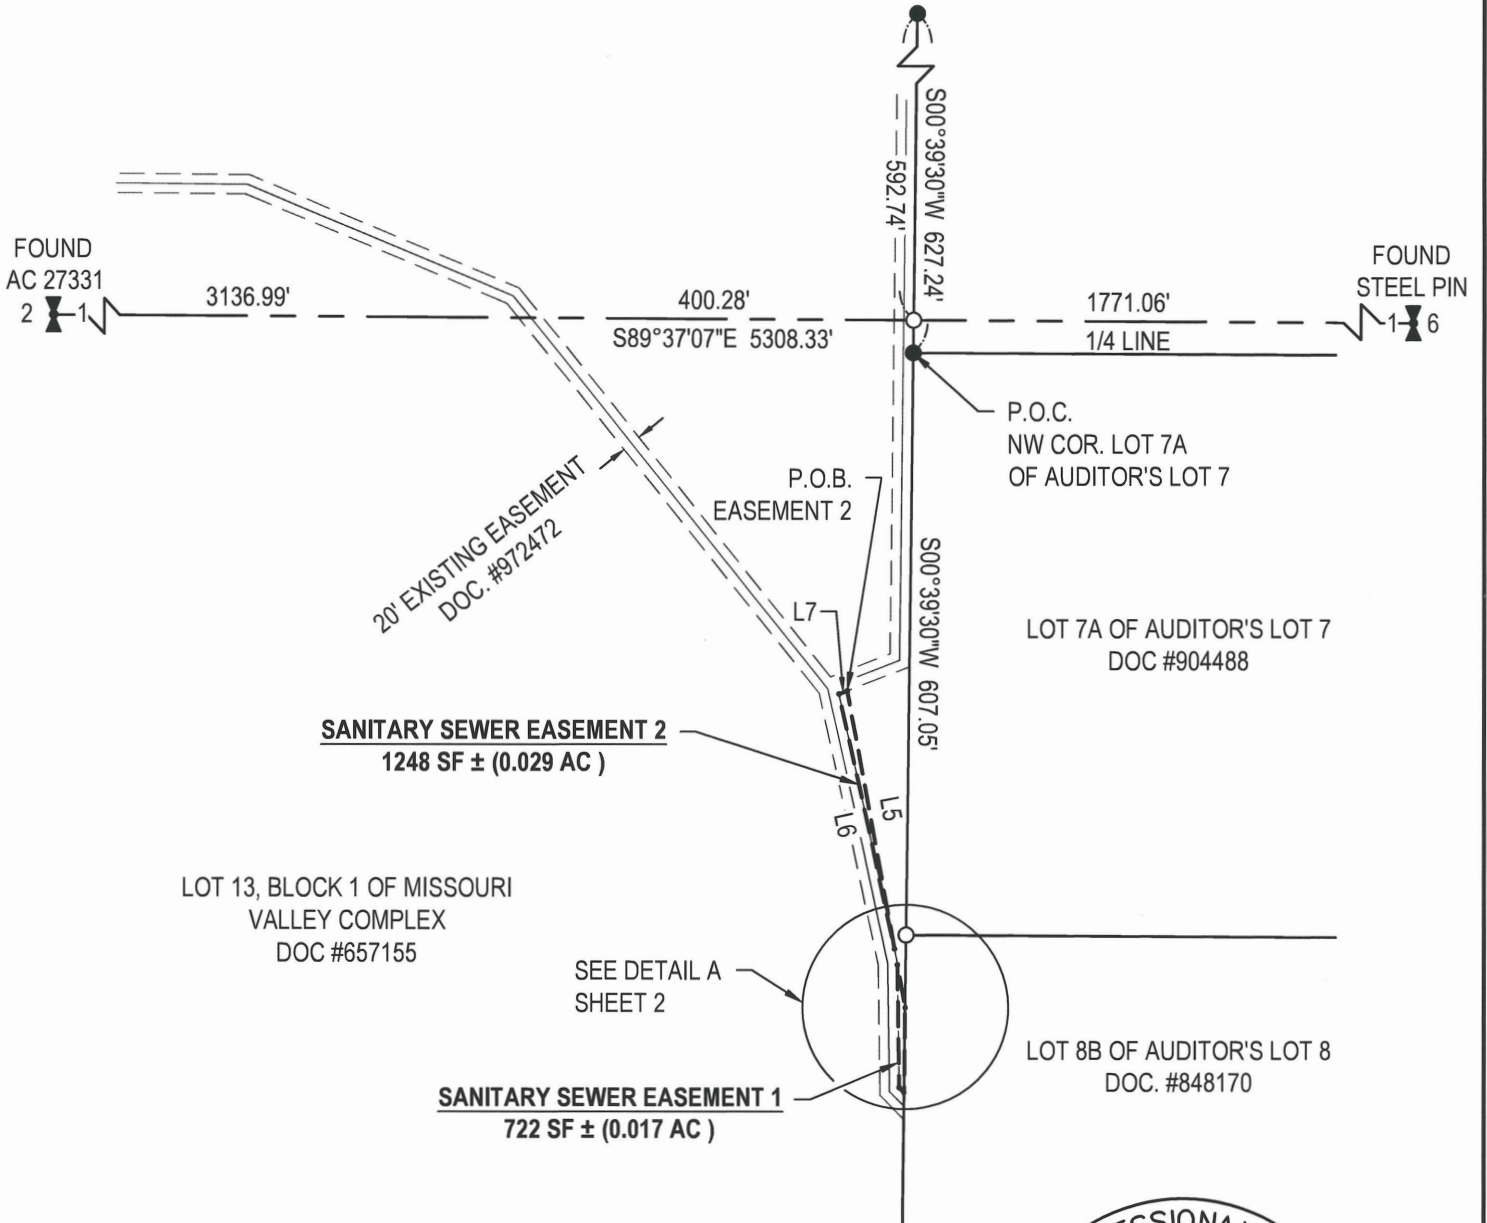 S00°39'30"W 627.24'
592.74'
FOUND
AC 27331
2
1
3136.99'
400.28'
S89°37'07"E 5308.33'
1771.06'
1/4 LINE
FOUND
STEEL PIN
1
6
P.O.C.
NW COR. LOT 7A
OF AUDITOR'S LOT 7
P.O.B.
EASEMENT 2
20' EXISTING EASEMENT
DOC. #972472
S00°39'30"W 607.05'
L7
LOT 7A OF AUDITOR'S LOT 7
DOC #904488
SANITARY SEWER EASEMENT 2
1248 SF ± (0.029 AC )
L5
L6
LOT 13, BLOCK 1 OF MISSOURI
VALLEY COMPLEX
DOC #657155
SEE DETAIL A
SHEET 2
LOT 8B OF AUDITOR'S LOT 8
DOC. #848170
SANITARY SEWER EASEMENT 1
722 SF ± (0.017 AC )